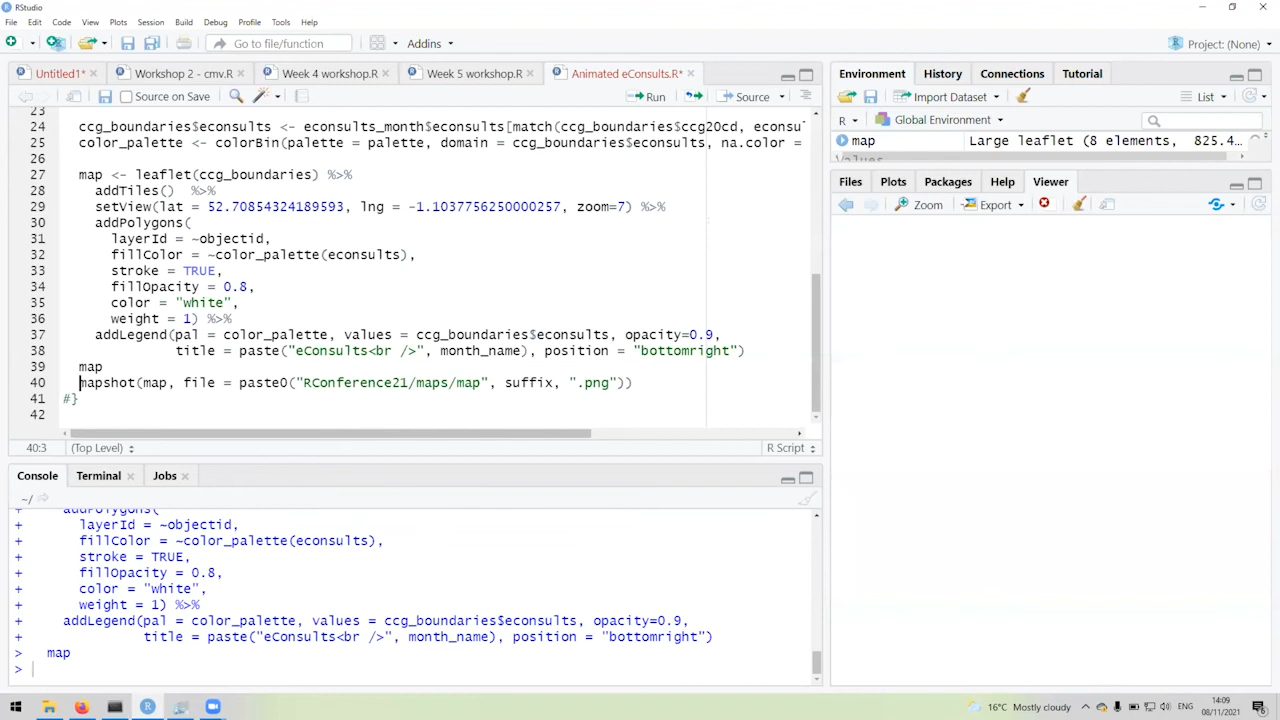 RStudio
File Edit Code View Plots Session Build Debug Profile Tools Help
Go to file/function Addins Project: (None)
Untitled1* Workshop 2 - cmv.R Week 4 workshop.R Week 5 workshop.R Animated eConsults.R*
Source on Save Run Source
23
24 ccg_boundaries$econsults <- econsults_month$econsults[match(ccg_boundaries$ccg20cd, econsu
25 color_palette <- colorBin(palette = palette, domain = ccg_boundaries$econsults, na.color =
26
27 map <- leaflet(ccg_boundaries) %>%
28 addTiles() %>%
29 setView(lat = 52.70854324189593, lng = -1.1037756250000257, zoom=7) %>%
30 addPolygons(
31 layerId = ~objectid,
32 fillColor = ~color_palette(econsults),
33 stroke = TRUE,
34 fillOpacity = 0.8,
35 color = "white",
36 weight = 1) %>%
37 addLegend(pal = color_palette, values = ccg_boundaries$econsults, opacity=0.9,
38 title = paste("eConsults<br />", month_name), position = "bottomright")
39 map
40 mapshot(map, file = paste0("RConference21/maps/map", suffix, ".png"))
41 #}
42
40:3 (Top Level) R Script
Console Terminal Jobs
~/
+ addPolygons(
+ layerId = ~objectid,
+ fillColor = ~color_palette(econsults),
+ stroke = TRUE,
+ fillOpacity = 0.8,
+ color = "white",
+ weight = 1) %>%
+ addLegend(pal = color_palette, values = ccg_boundaries$econsults, opacity=0.9,
+ title = paste("eConsults<br />", month_name), position = "bottomright")
> map
>
Environment History Connections Tutorial
Import Dataset List
R Global Environment
map Large leaflet (8 elements, 825.4...
Values
Files Plots Packages Help Viewer
Zoom Export
16°C Mostly cloudy ENG 14:09
08/11/2021 6